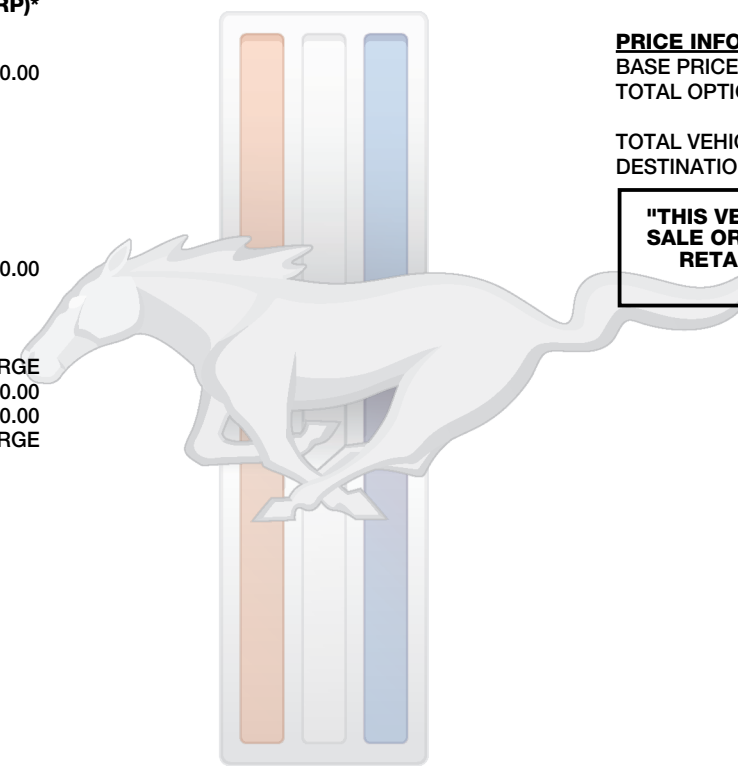 RP)*
0.00
0.00
RGE
0.00
0.00
RGE
PRICE INFO
BASE PRICE
TOTAL OPTIO
TOTAL VEHIC
DESTINATIO
"THIS VE
SALE OR
RETA